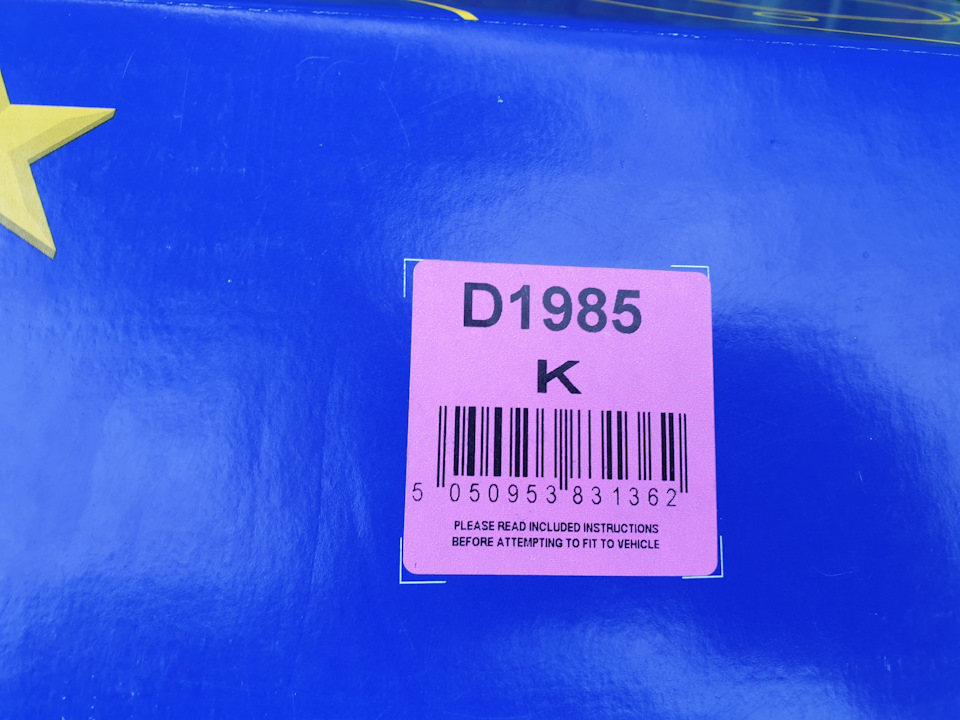 D1985
K
5 050953 831362
PLEASE READ INCLUDED INSTRUCTIONS
BEFORE ATTEMPTING TO FIT TO VEHICLE